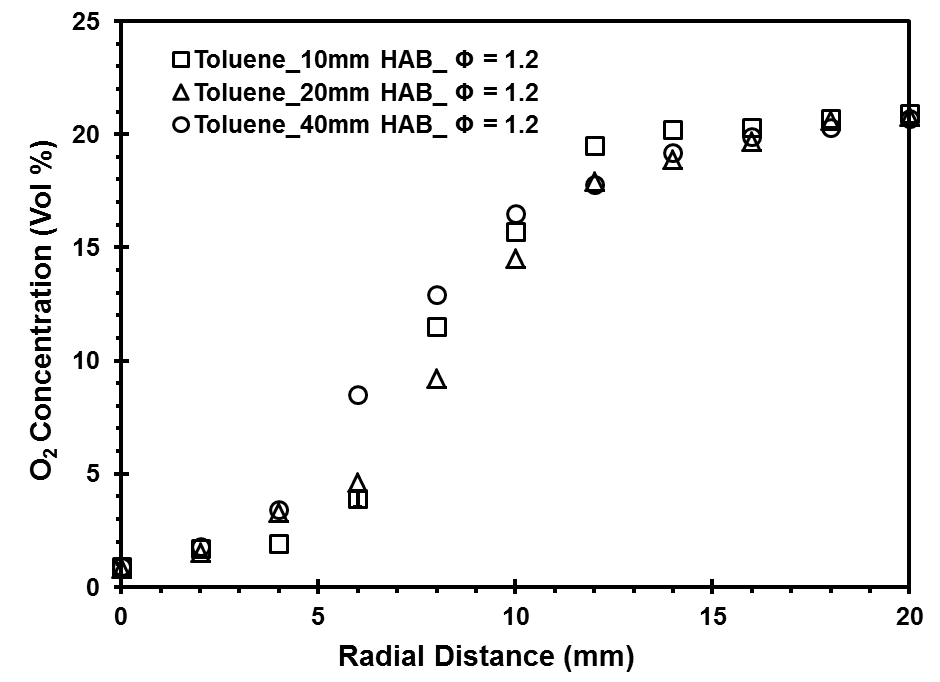 25
20
15
10
5
0
Toluene_10mm HAB_ Φ = 1.2
Toluene_20mm HAB_ Φ = 1.2
Toluene_40mm HAB_ Φ = 1.2
O₂ Concentration (Vol %)
0 5 10 15 20
Radial Distance (mm)